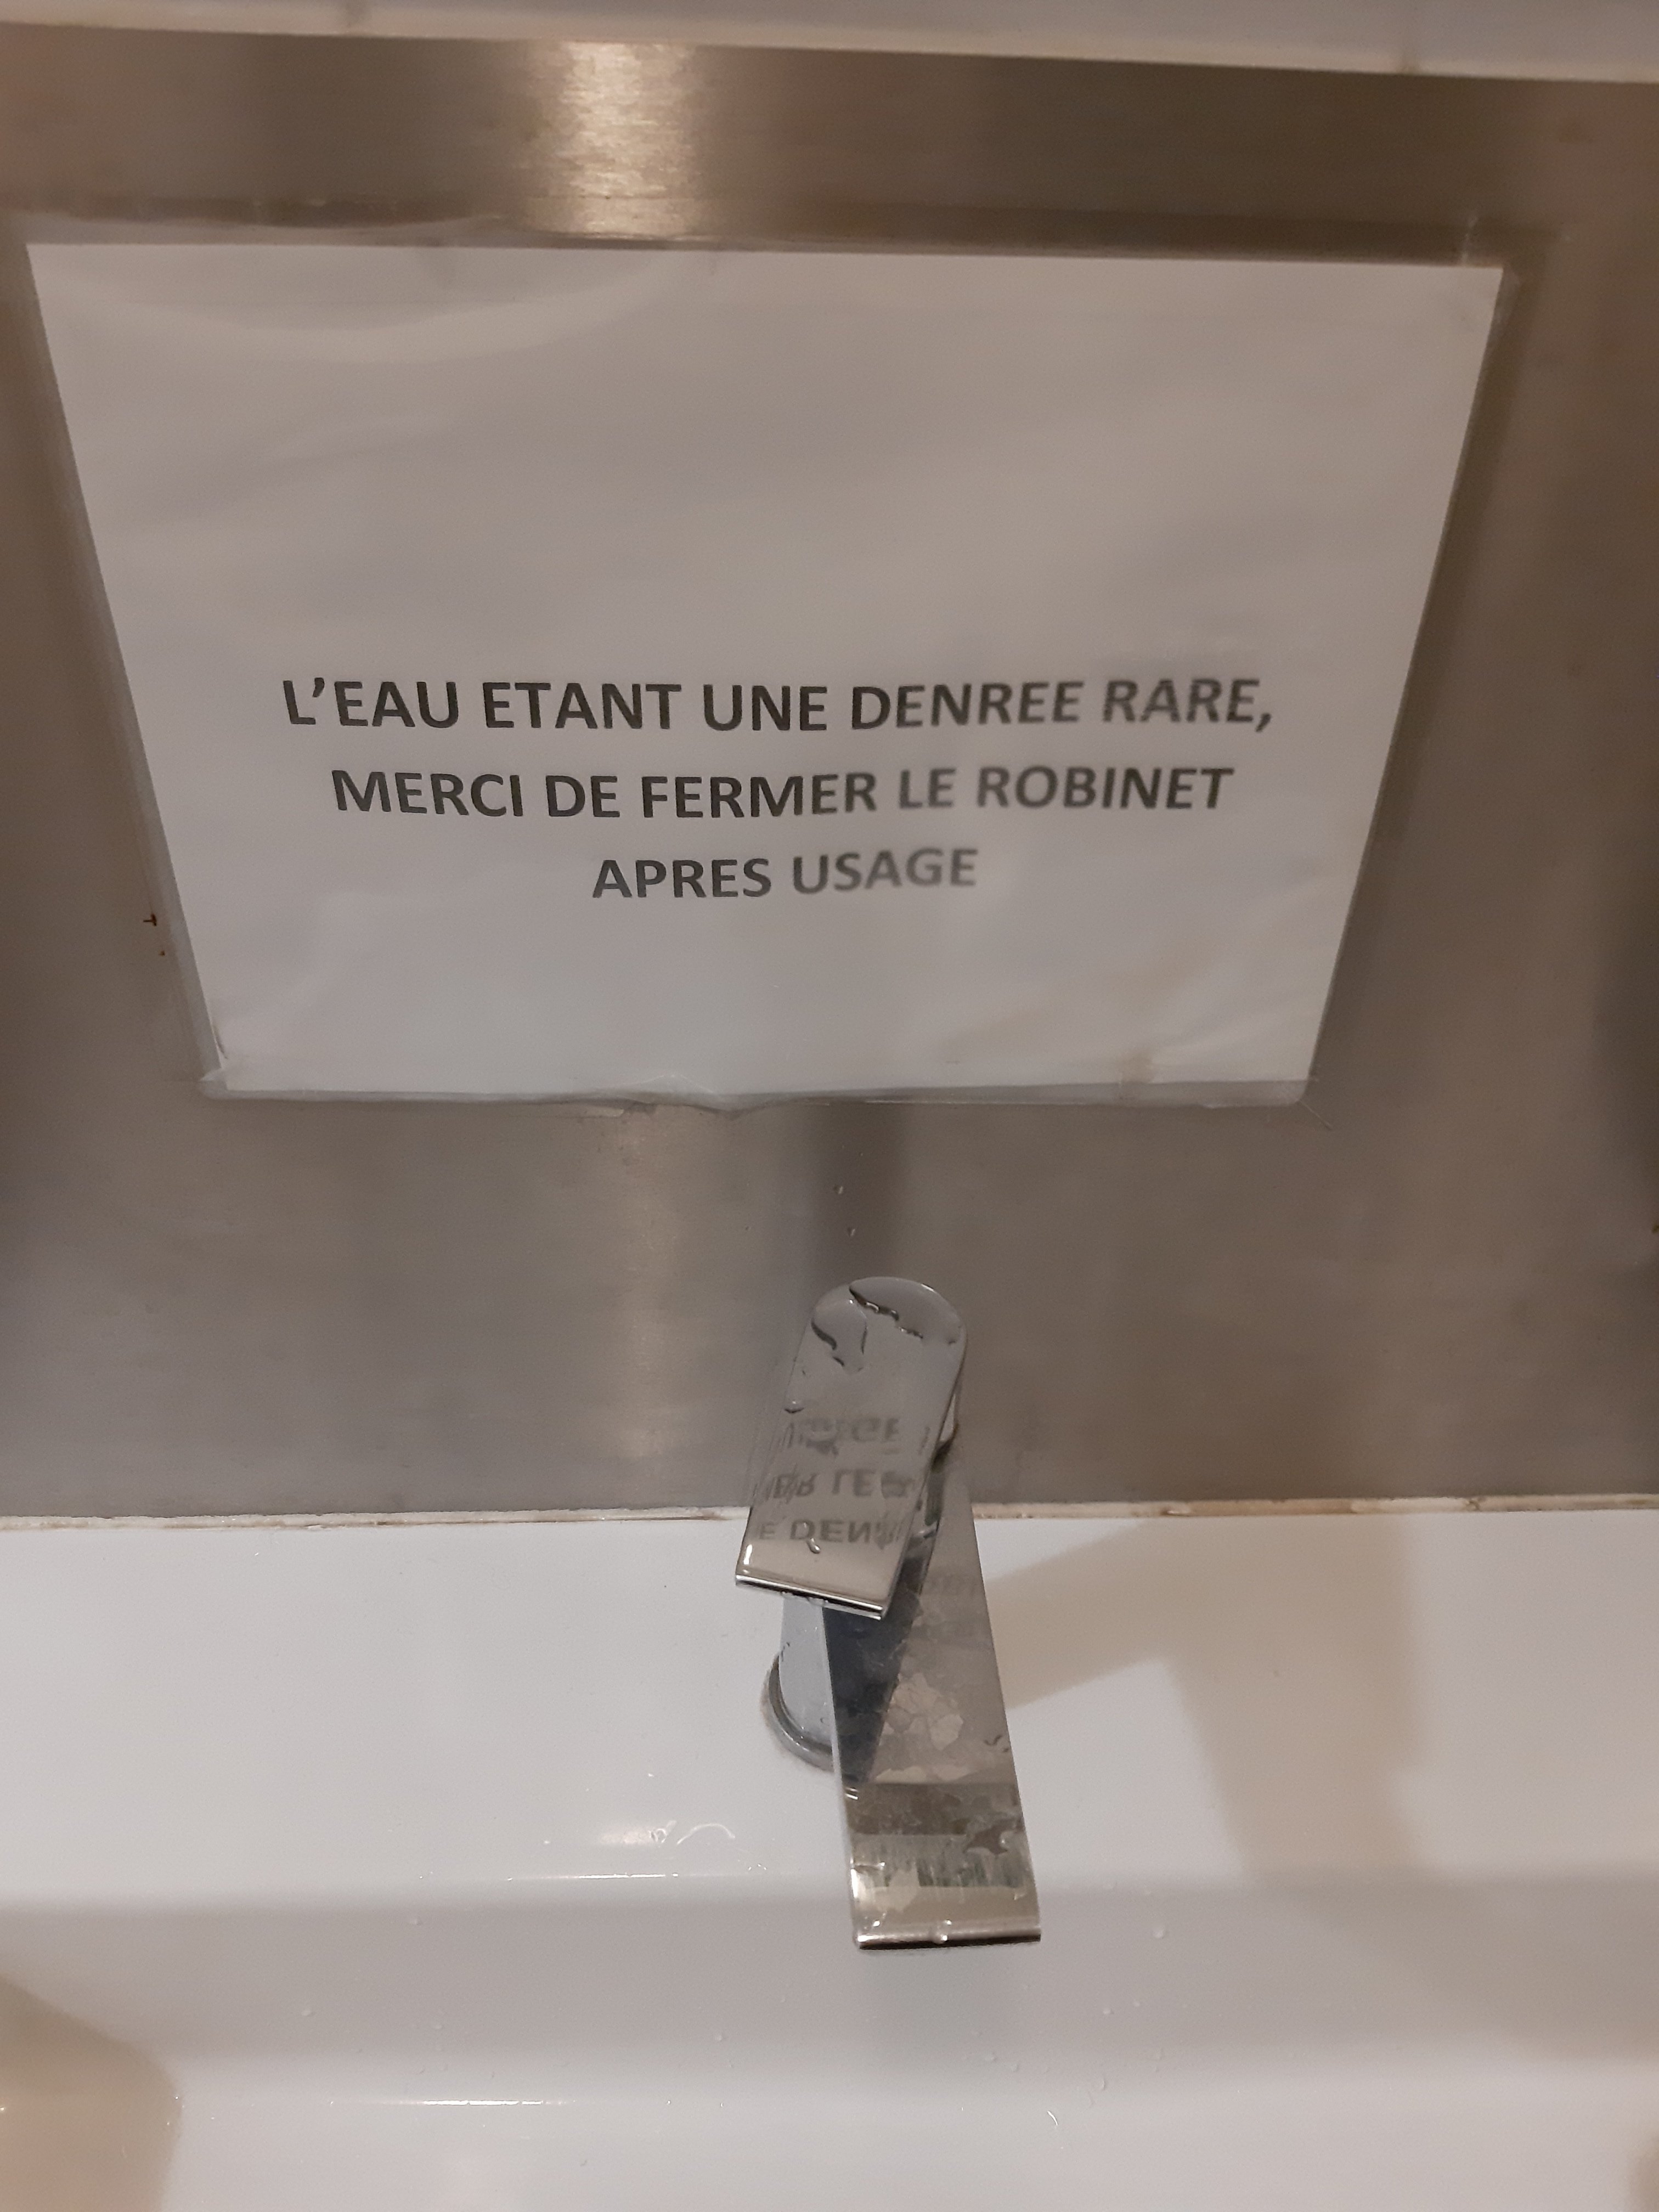 L'EAU ETANT UNE DENREE RARE,
MERCI DE FERMER LE ROBINET
APRES USAGE